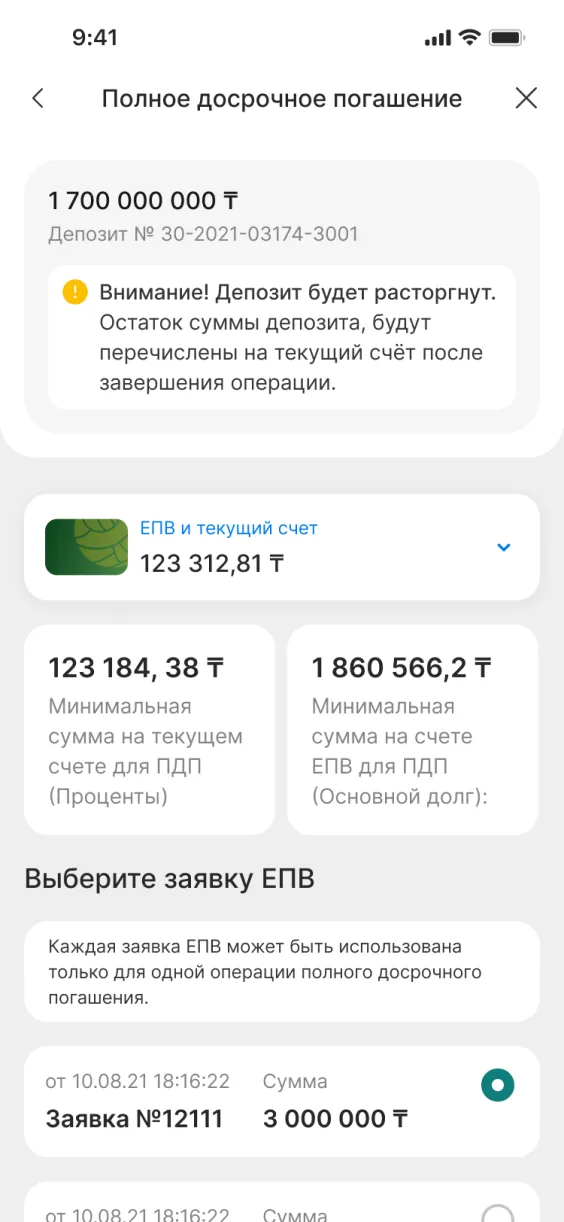 9:41
Полное досрочное погашение
1 700 000 000 ₸
Депозит № 30-2021-03174-3001
Внимание! Депозит будет расторгнут.
Остаток суммы депозита, будут
перечислены на текущий счёт после
завершения операции.
ЕПВ и текущий счет
123 312,81 ₸
123 184, 38 ₸
Минимальная
сумма на текущем
счете для ПДП
(Проценты)
1 860 566,2 ₸
Минимальная
сумма на счете
ЕПВ для ПДП
(Основной долг):
Выберите заявку ЕПВ
Каждая заявка ЕПВ может быть использована
только для одной операции полного досрочного
погашения.
от 10.08.21 18:16:22
Заявка №12111
Сумма
3 000 000 ₸
от 10.08.21 18:16:22
Сумма